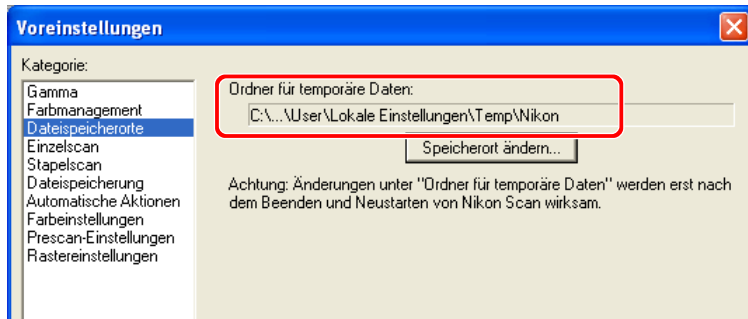 Voreinstellungen
Kategorie:
Gamma
Farbmanagement
Dateispeicherorte
Einzelscan
Stapelscan
Dateispeicherung
Automatische Aktionen
Farbeinstellungen
Prescan-Einstellungen
Rastereinstellungen
Ordner für temporäre Daten:
C:\...\User\Lokale Einstellungen\Temp\Nikon
Speicherort ändern...
Achtung: Änderungen unter "Ordner für temporäre Daten" werden erst nach
dem Beenden und Neustarten von Nikon Scan wirksam.